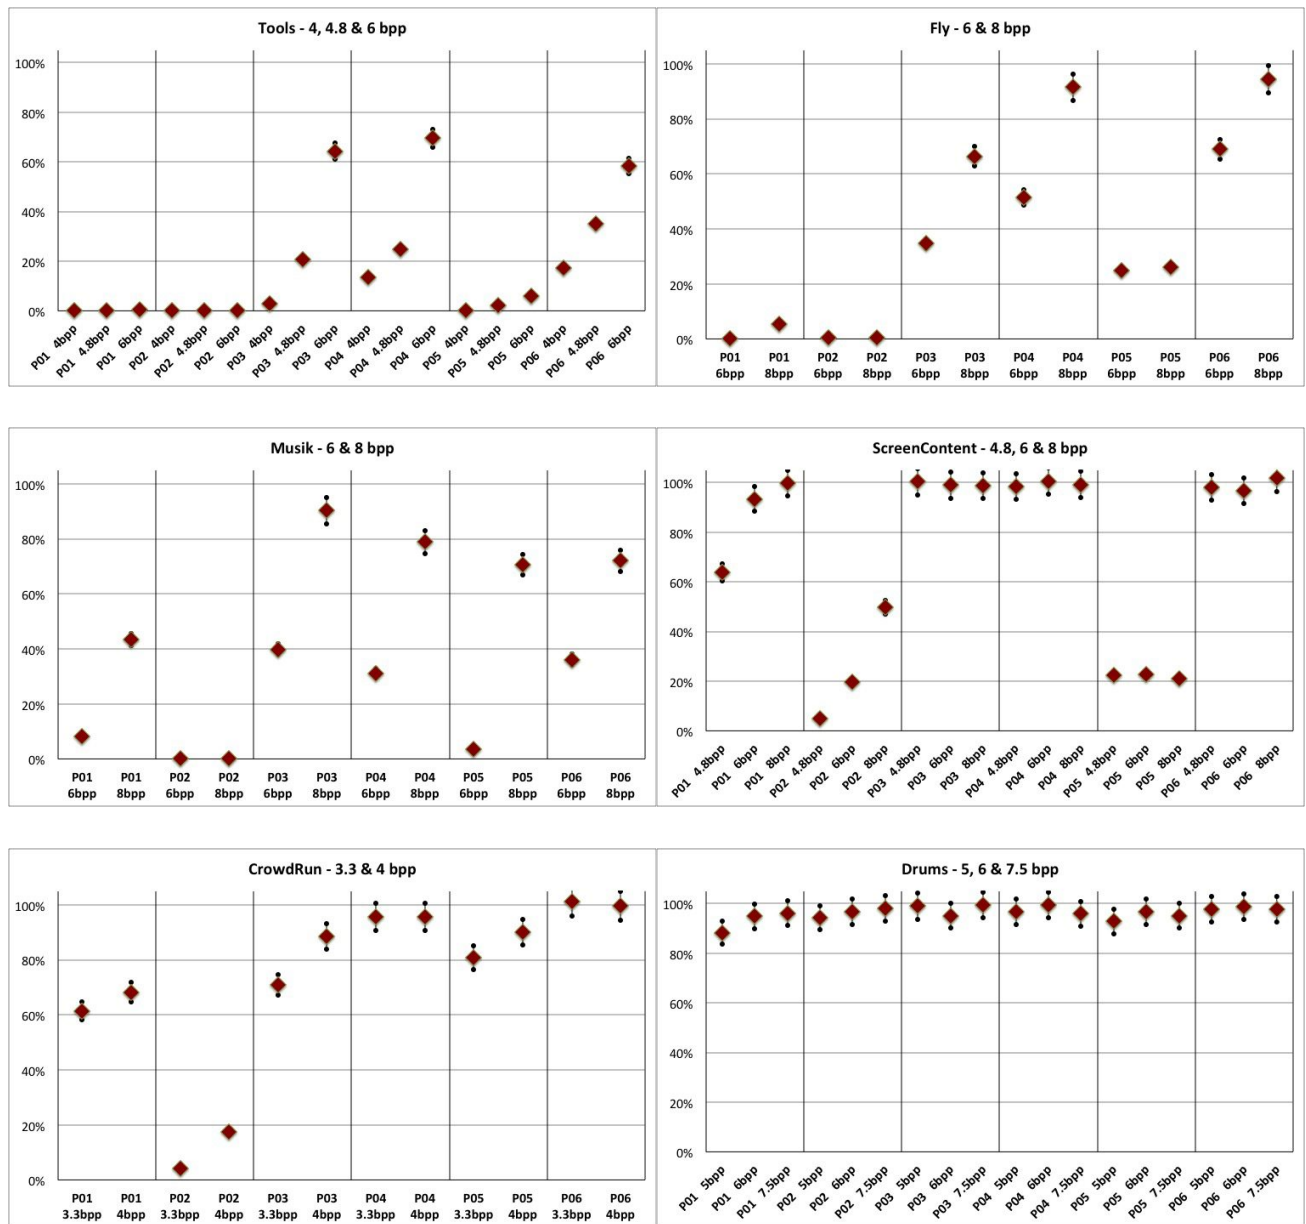 Tools - 4, 4.8 & 6 bpp
100%
80%
60%
40%
20%
0%
P01 4bpp
P01 4.8bpp
P01 6bpp
P02 4bpp
P02 4.8bpp
P02 6bpp
P03 4bpp
P03 4.8bpp
P03 6bpp
P04 4bpp
P04 4.8bpp
P04 6bpp
P05 4bpp
P05 4.8bpp
P05 6bpp
P06 4bpp
P06 4.8bpp
P06 6bpp
Fly - 6 & 8 bpp
100%
80%
60%
40%
20%
0%
P01 P01 P02 P02 P03 P03 P04 P04 P05 P05 P06 P06
6bpp 8bpp 6bpp 8bpp 6bpp 8bpp 6bpp 8bpp 6bpp 8bpp 6bpp 8bpp
Musik - 6 & 8 bpp
100%
80%
60%
40%
20%
0%
P01 P01 P02 P02 P03 P03 P04 P04 P05 P05 P06 P06
6bpp 8bpp 6bpp 8bpp 6bpp 8bpp 6bpp 8bpp 6bpp 8bpp 6bpp 8bpp
ScreenContent - 4.8, 6 & 8 bpp
100%
80%
60%
40%
20%
0%
P01 4.8bpp
P01 6bpp
P01 8bpp
P02 4.8bpp
P02 6bpp
P02 8bpp
P03 4.8bpp
P03 6bpp
P03 8bpp
P04 4.8bpp
P04 6bpp
P04 8bpp
P05 4.8bpp
P05 6bpp
P05 8bpp
P06 4.8bpp
P06 6bpp
P06 8bpp
CrowdRun - 3.3 & 4 bpp
100%
80%
60%
40%
20%
0%
P01 P01 P02 P02 P03 P03 P04 P04 P05 P05 P06 P06
3.3bpp 4bpp 3.3bpp 4bpp 3.3bpp 4bpp 3.3bpp 4bpp 3.3bpp 4bpp 3.3bpp 4bpp
Drums - 5, 6 & 7.5 bpp
100%
80%
60%
40%
20%
0%
P01 5bpp
P01 6bpp
P01 7.5bpp
P02 5bpp
P02 6bpp
P02 7.5bpp
P03 5bpp
P03 6bpp
P03 7.5bpp
P04 5bpp
P04 6bpp
P04 7.5bpp
P05 5bpp
P05 6bpp
P05 7.5bpp
P06 5bpp
P06 6bpp
P06 7.5bpp